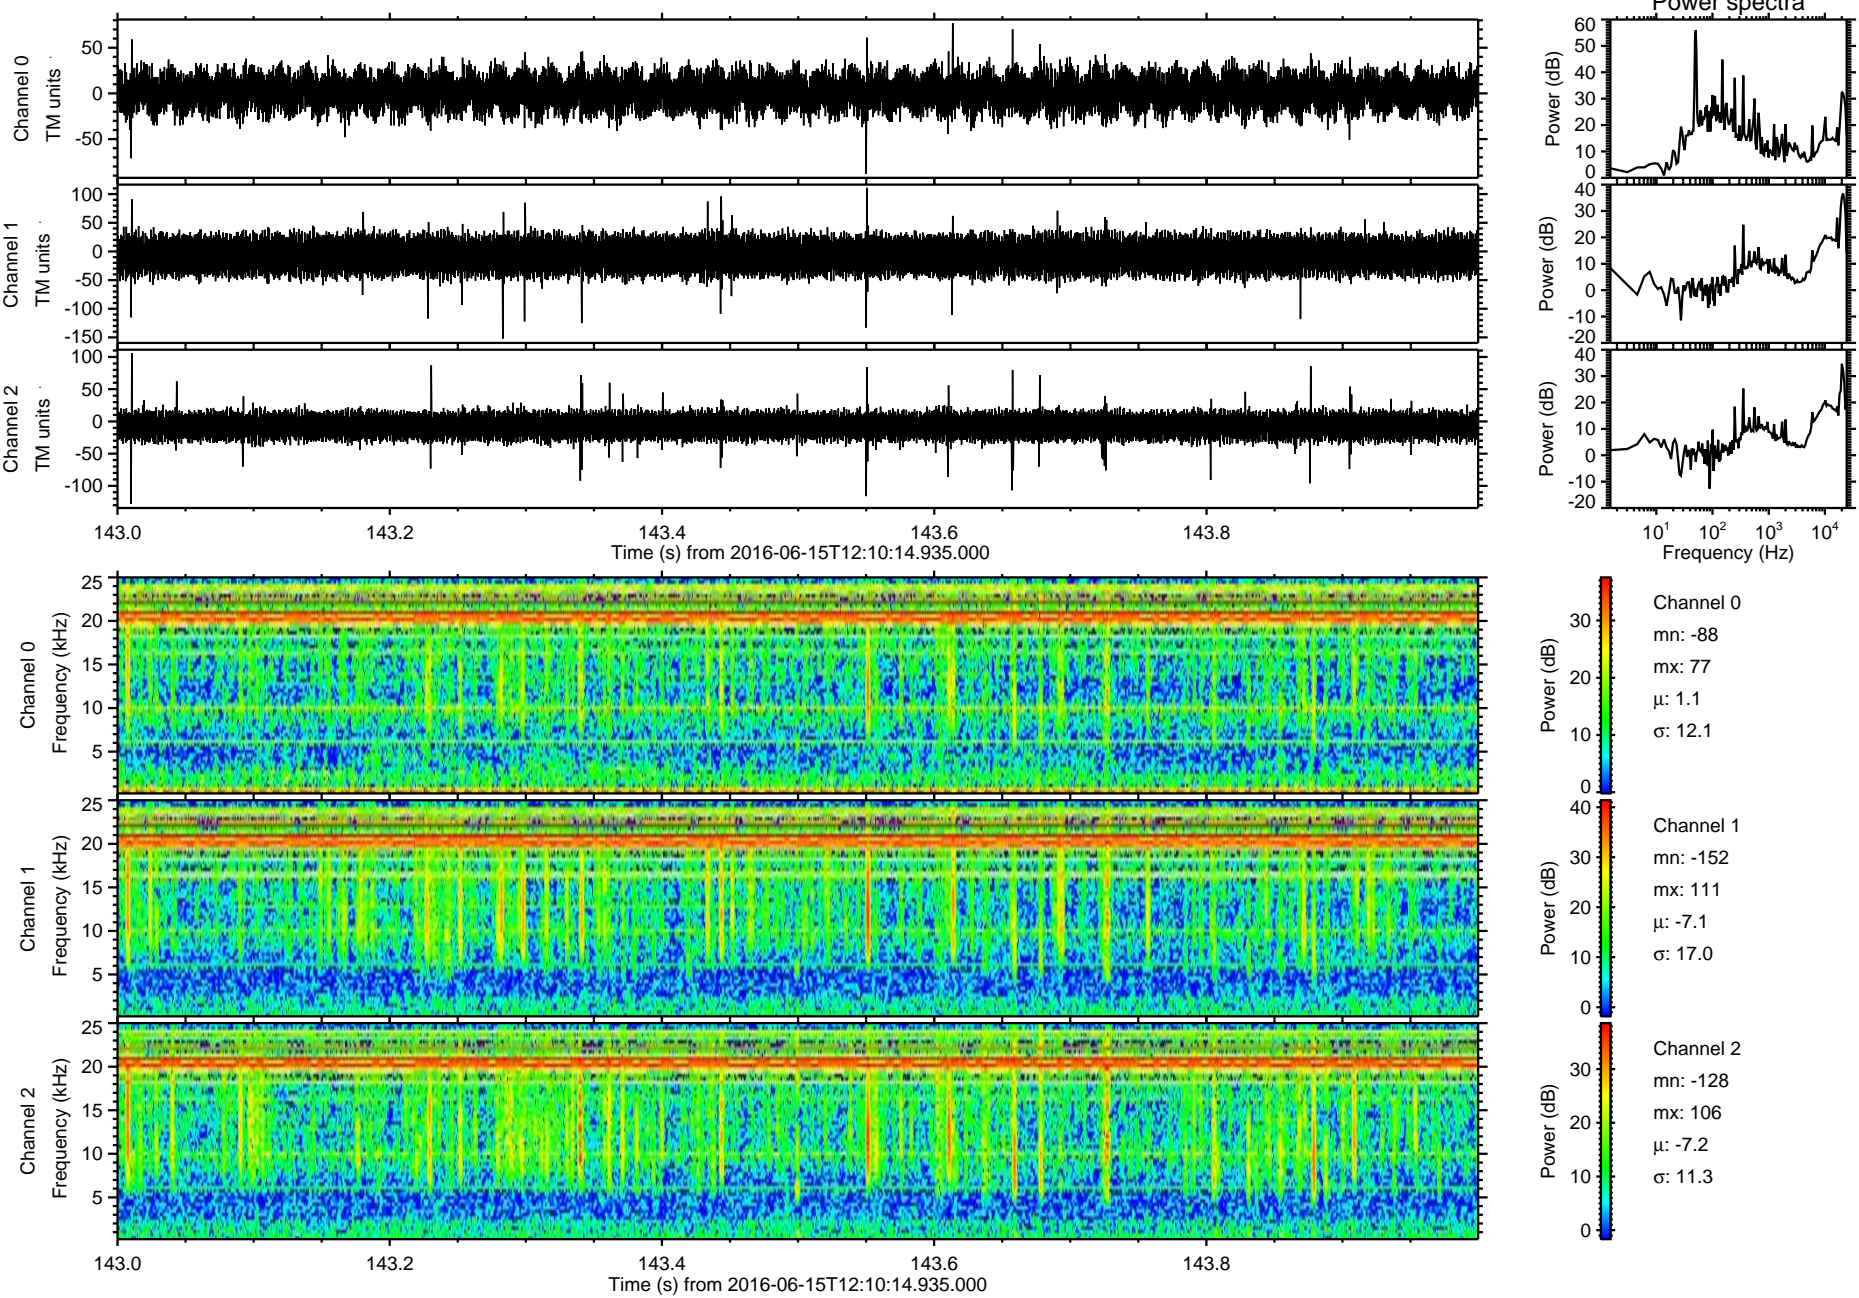 Power spectra
Channel 0
TM units
50
0
-50
Power (dB)
60
50
40
30
20
10
0
Channel 1
TM units
100
50
0
-50
-100
-150
Power (dB)
40
30
20
10
0
-10
-20
Channel 2
TM units
100
50
0
-50
-100
Power (dB)
40
30
20
10
0
-10
-20
143.0 143.2 143.4 143.6 143.8
Time (s) from 2016-06-15T12:10:14.935.000
10^1 10^2 10^3 10^4
Frequency (Hz)
Channel 0
Frequency (kHz)
25
20
15
10
5
Power (dB)
30
20
10
0
Channel 0
mn: -88
mx: 77
μ: 1.1
σ: 12.1
Channel 1
Frequency (kHz)
25
20
15
10
5
Power (dB)
40
30
20
10
0
Channel 1
mn: -152
mx: 111
μ: -7.1
σ: 17.0
Channel 2
Frequency (kHz)
25
20
15
10
5
Power (dB)
30
20
10
0
Channel 2
mn: -128
mx: 106
μ: -7.2
σ: 11.3
143.0 143.2 143.4 143.6 143.8
Time (s) from 2016-06-15T12:10:14.935.000